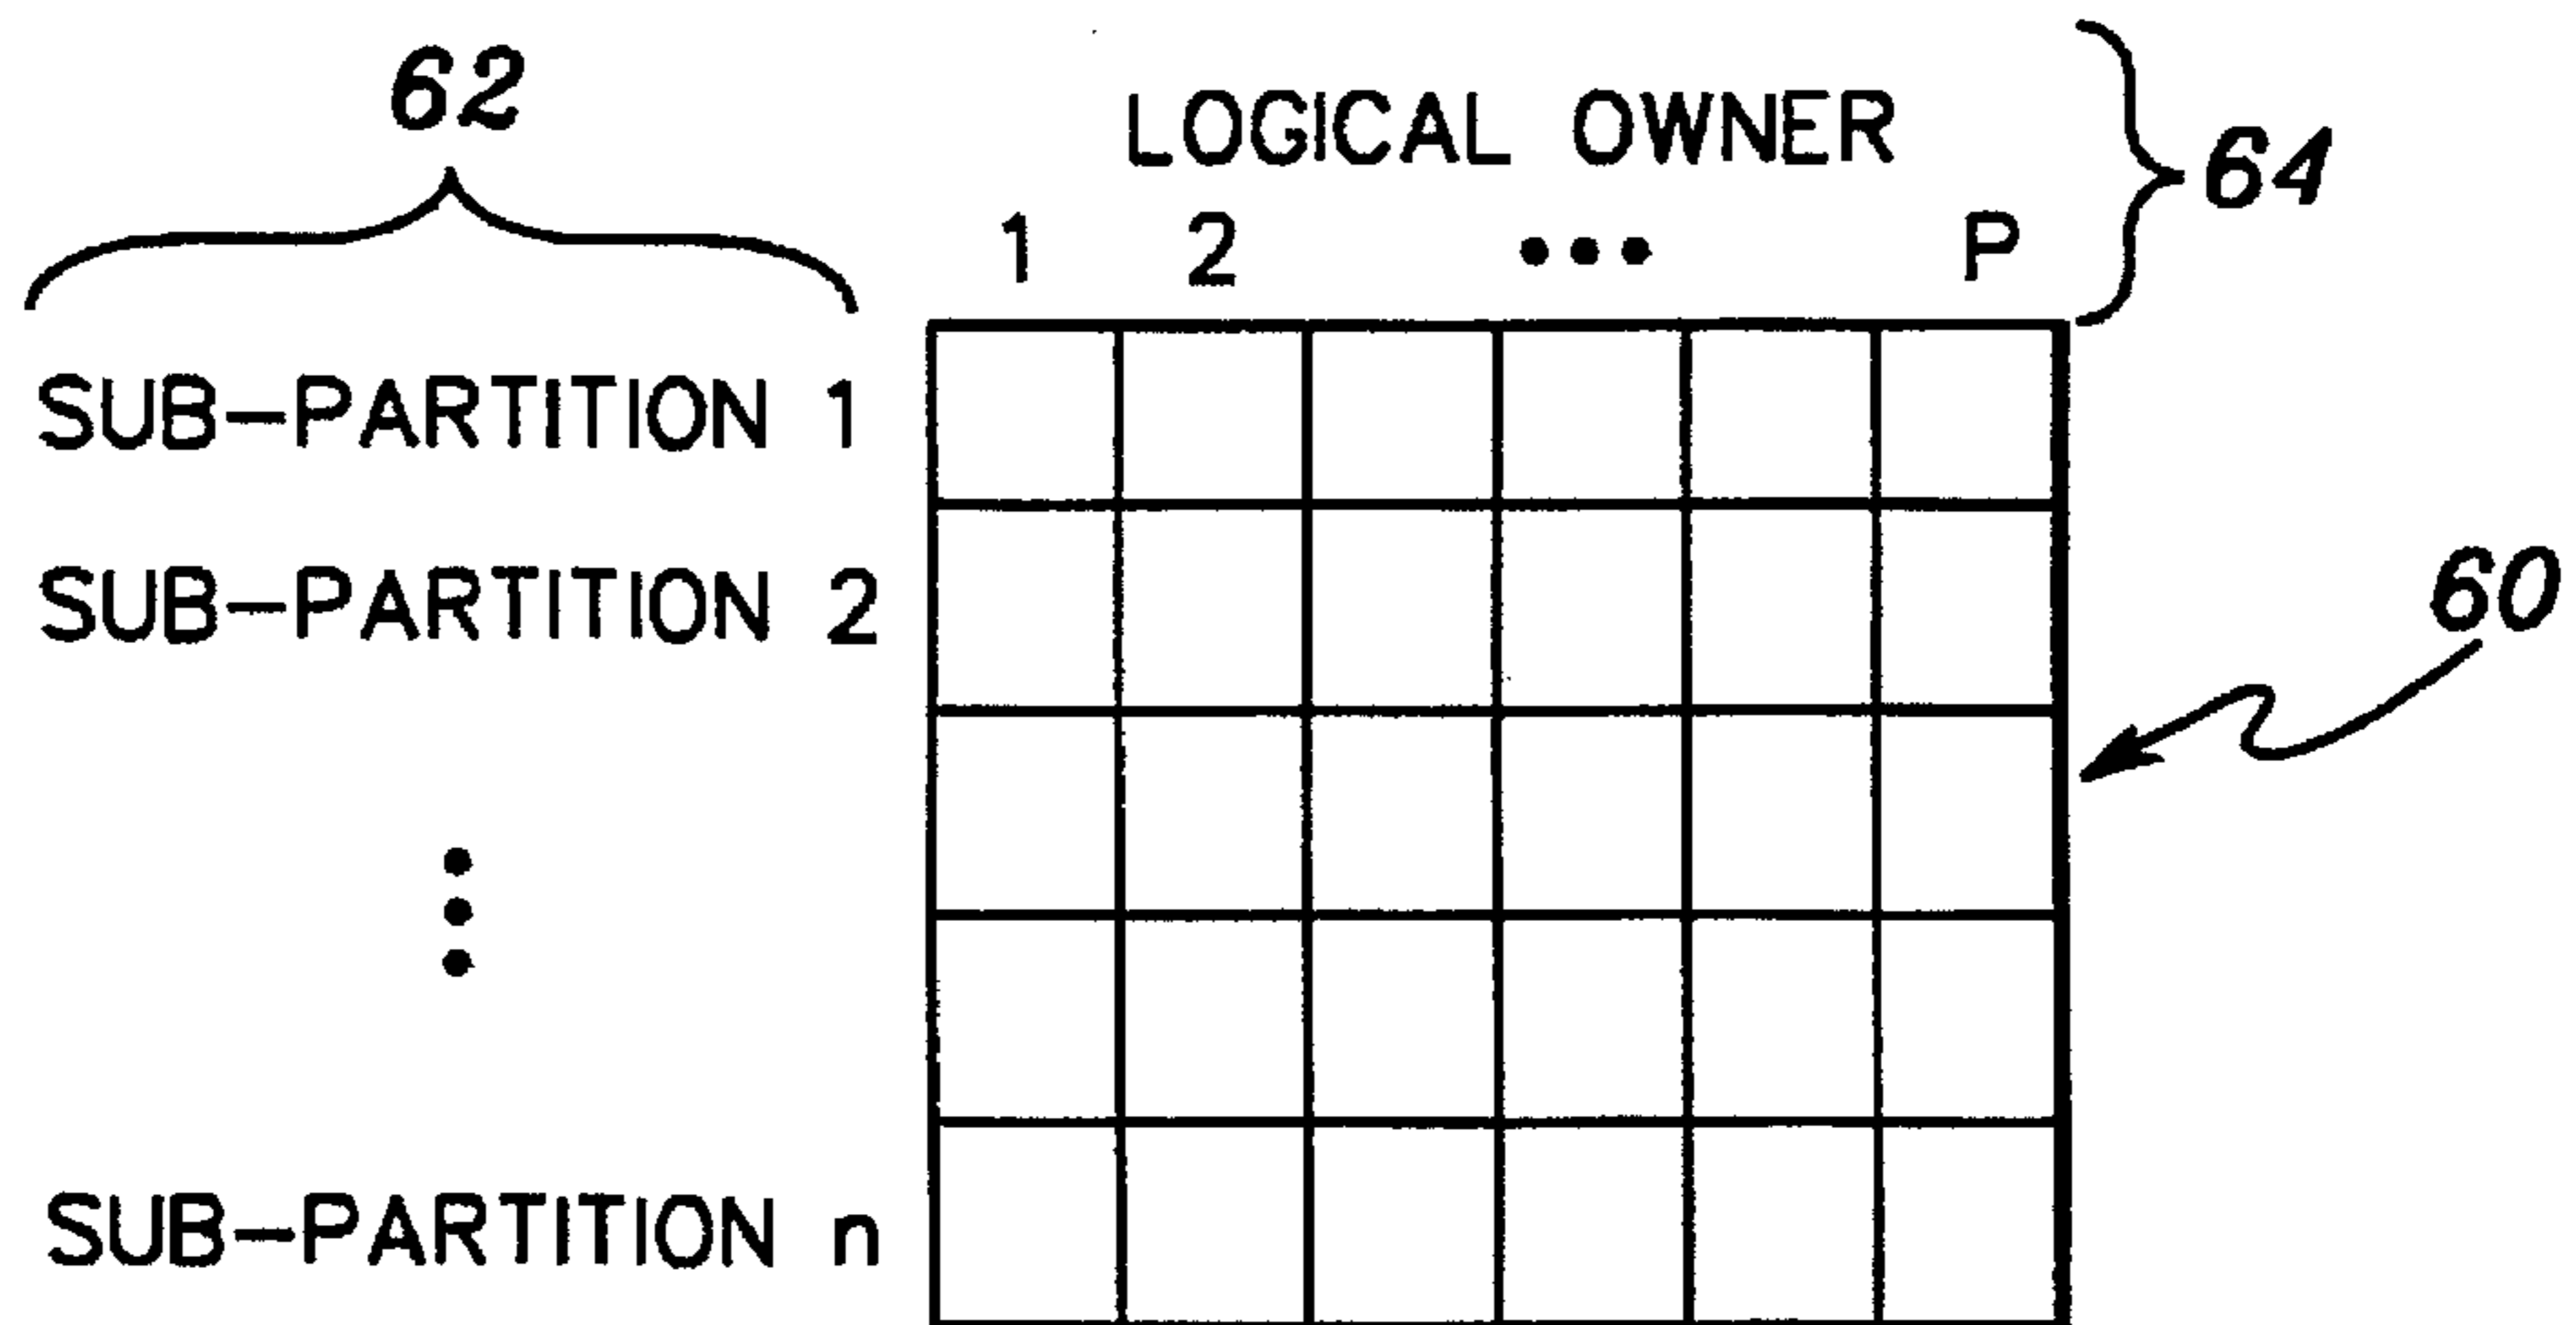 62
LOGICAL OWNER
64
1 2 ••• P
SUB-PARTITION 1
SUB-PARTITION 2
60
SUB-PARTITION n